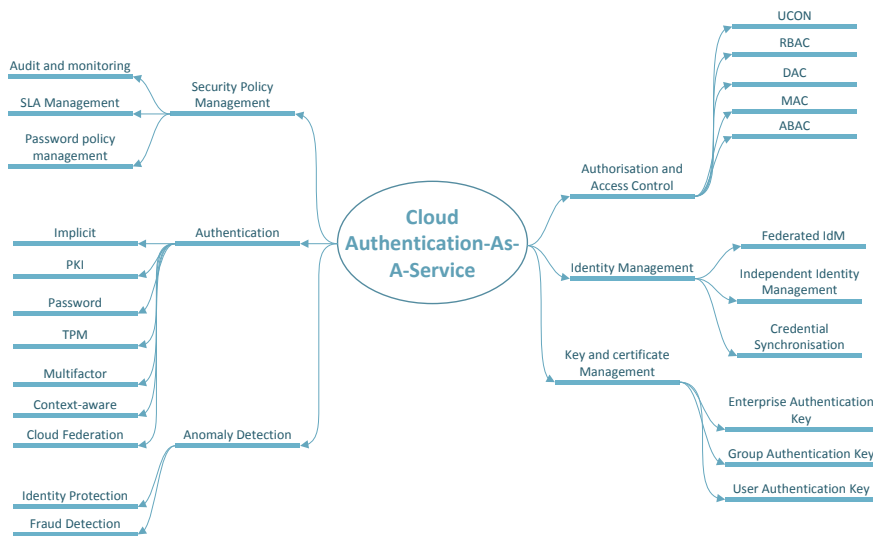 Cloud
Authentication-As-
A-Service
Security Policy
Management
Audit and monitoring
SLA Management
Password policy
management
Authentication
Implicit
PKI
Password
TPM
Multifactor
Context-aware
Cloud Federation
Anomaly Detection
Identity Protection
Fraud Detection
Authorisation and
Access Control
UCON
RBAC
DAC
MAC
ABAC
Identity Management
Federated IdM
Independent Identity
Management
Credential
Synchronisation
Key and certificate
Management
Enterprise Authentication
Key
Group Authentication Key
User Authentication Key